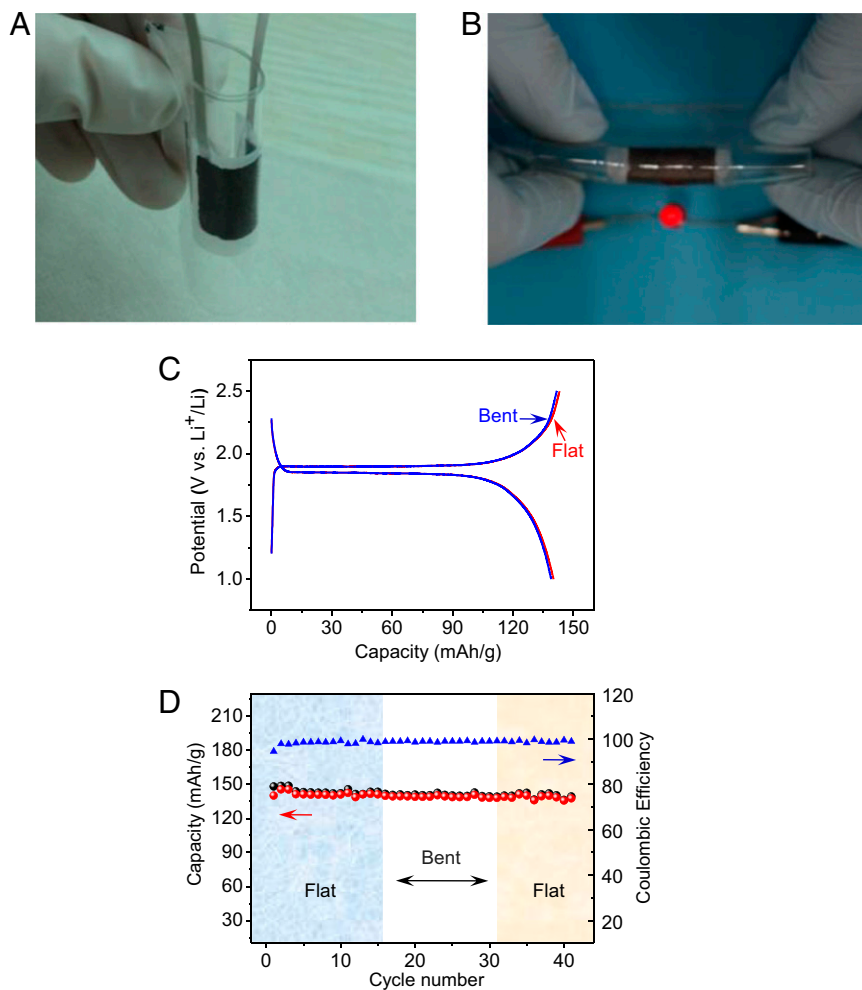 A
B
C
2.5
2.0
1.5
1.0
Potential (V vs. Li⁺/Li)
Bent
Flat
0
30
60
90
120
150
Capacity (mAh/g)
D
210
180
150
120
90
60
30
Capacity (mAh/g)
120
100
80
60
40
20
Coulombic Efficiency
Bent
Flat
Flat
0
10
20
30
40
Cycle number